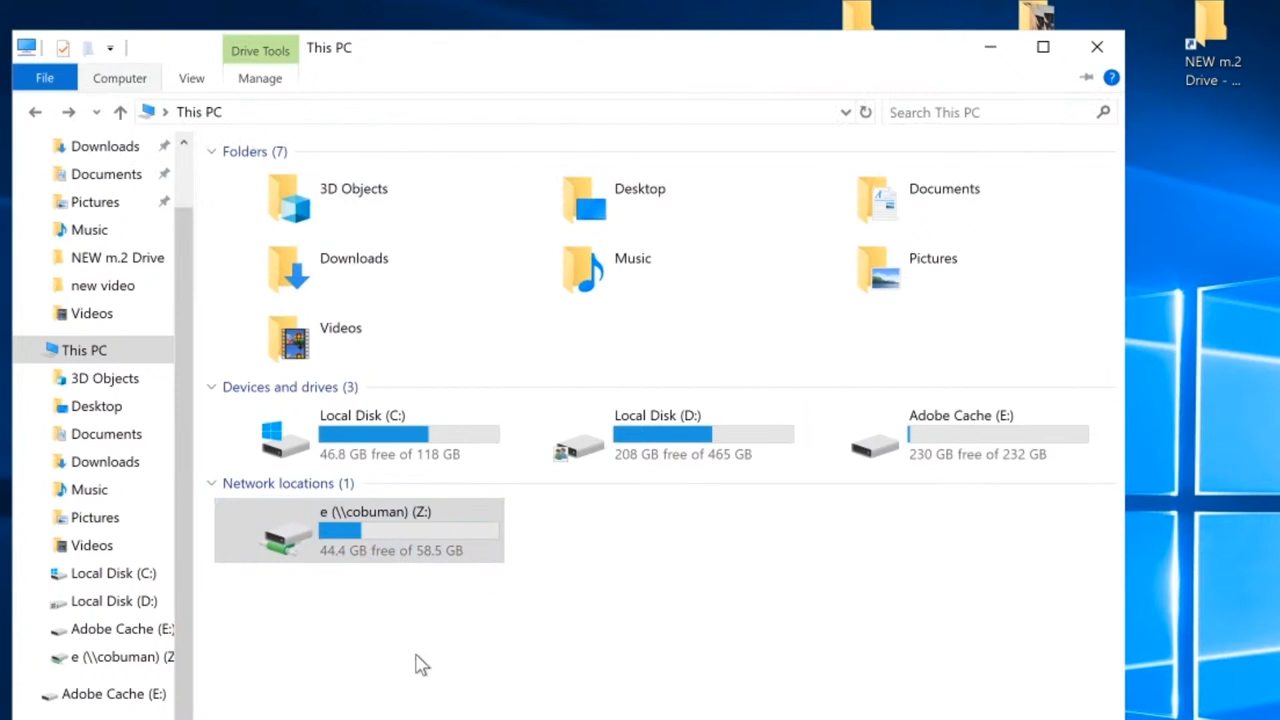 Drive Tools
This PC
NEW m.2
Drive - ...
File
Computer
View
Manage
This PC
Search This PC
Downloads
Documents
Pictures
Music
NEW m.2 Drive
new video
Videos
This PC
3D Objects
Desktop
Documents
Downloads
Music
Pictures
Videos
Local Disk (C:)
Local Disk (D:)
Adobe Cache (E:)
e (\\cobuman) (Z
Adobe Cache (E:)
Folders (7)
3D Objects
Desktop
Documents
Downloads
Music
Pictures
Videos
Devices and drives (3)
Local Disk (C:)
46.8 GB free of 118 GB
Local Disk (D:)
208 GB free of 465 GB
Adobe Cache (E:)
230 GB free of 232 GB
Network locations (1)
e (\\cobuman) (Z:)
44.4 GB free of 58.5 GB